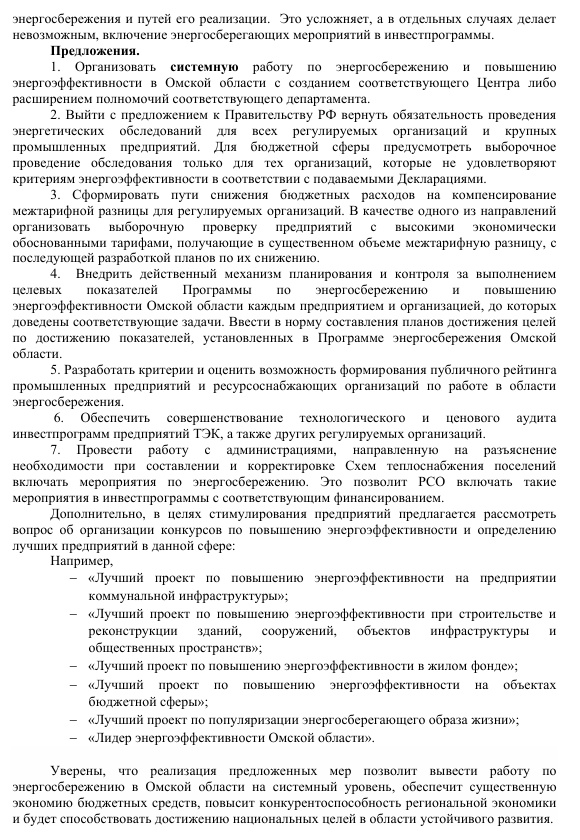 энергосбережения и путей его реализации.  Это усложняет, а в отдельных случаях делает
невозможным, включение энергосберегающих мероприятий в инвестпрограммы.
Предложения.
1. Организовать системную работу по энергосбережению и повышению
энергоэффективности в Омской области с созданием соответствующего Центра либо
расширением полномочий соответствующего департамента.
2. Выйти с предложением к Правительству РФ вернуть обязательность проведения
энергетических обследований для всех регулируемых организаций и крупных
промышленных предприятий. Для бюджетной сферы предусмотреть выборочное
проведение обследования только для тех организаций, которые не удовлетворяют
критериям энергоэффективности в соответствии с подаваемыми Декларациями.
3. Сформировать пути снижения бюджетных расходов на компенсирование
межтарифной разницы для регулируемых организаций. В качестве одного из направлений
организовать выборочную проверку предприятий с высокими экономически
обоснованными тарифами, получающие в существенном объеме межтарифную разницу, с
последующей разработкой планов по их снижению.
4. Внедрить действенный механизм планирования и контроля за выполнением
целевых показателей Программы по энергосбережению и повышению
энергоэффективности Омской области каждым предприятием и организацией, до которых
доведены соответствующие задачи. Ввести в норму составления планов достижения целей
по достижению показателей, установленных в Программе энергосбережения Омской
области.
5. Разработать критерии и оценить возможность формирования публичного рейтинга
промышленных предприятий и ресурсоснабжающих организаций по работе в области
энергосбережения.
6. Обеспечить совершенствование технологического и ценового аудита
инвестпрограмм предприятий ТЭК, а также других регулируемых организаций.
7. Провести работу с администрациями, направленную на разъяснение
необходимости при составлении и корректировке Схем теплоснабжения поселений
включать мероприятия по энергосбережению. Это позволит РСО включать такие
мероприятия в инвестпрограммы с соответствующим финансированием.
Дополнительно, в целях стимулирования предприятий предлагается рассмотреть
вопрос об организации конкурсов по повышению энергоэффективности и определению
лучших предприятий в данной сфере:
Например,
– «Лучший проект по повышению энергоэффективности на предприятии
коммунальной инфраструктуры»;
– «Лучший проект по повышению энергоэффективности при строительстве и
реконструкции зданий, сооружений, объектов инфраструктуры и
общественных пространств»;
– «Лучший проект по повышению энергоэффективности в жилом фонде»;
– «Лучший проект по повышению энергоэффективности на объектах
бюджетной сферы»;
– «Лучший проект по популяризации энергосберегающего образа жизни»;
– «Лидер энергоэффективности Омской области».
Уверены, что реализация предложенных мер позволит вывести работу по
энергосбережению в Омской области на системный уровень, обеспечит существенную
экономию бюджетных средств, повысит конкурентоспособность региональной экономики
и будет способствовать достижению национальных целей в области устойчивого развития.